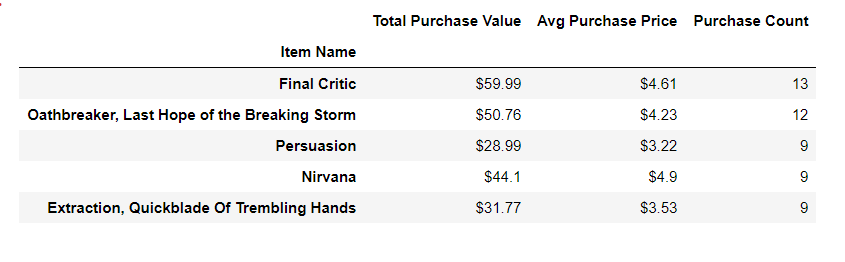 Total Purchase Value Avg Purchase Price Purchase Count
Item Name
Final Critic $59.99 $4.61 13
Oathbreaker, Last Hope of the Breaking Storm $50.76 $4.23 12
Persuasion $28.99 $3.22 9
Nirvana $44.1 $4.9 9
Extraction, Quickblade Of Trembling Hands $31.77 $3.53 9